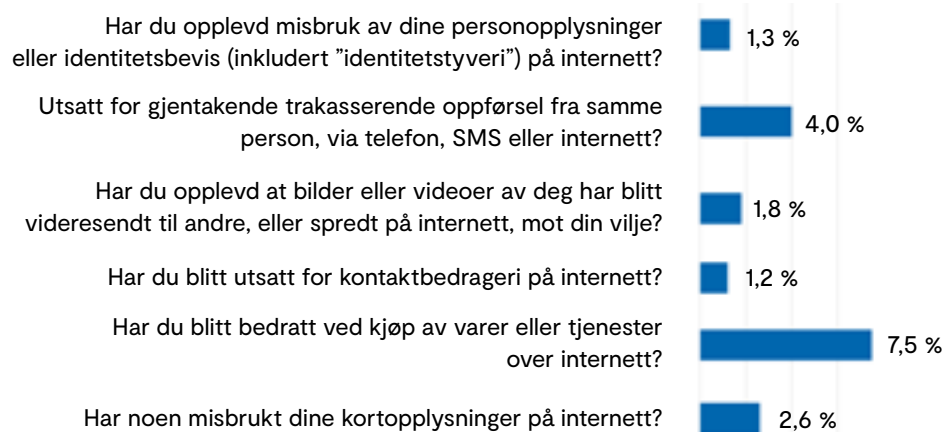 Har du opplevd misbruk av dine personopplysninger
eller identitetsbevis (inkludert ”identitetstyveri”) på internett?
1,3 %
Utsatt for gjentakende trakasserende oppførsel fra samme
person, via telefon, SMS eller internett?
4,0 %
Har du opplevd at bilder eller videoer av deg har blitt
videresendt til andre, eller spredt på internett, mot din vilje?
1,8 %
Har du blitt utsatt for kontaktbedrageri på internett?
1,2 %
Har du blitt bedratt ved kjøp av varer eller tjenester
over internett?
7,5 %
Har noen misbrukt dine kortopplysninger på internett?
2,6 %